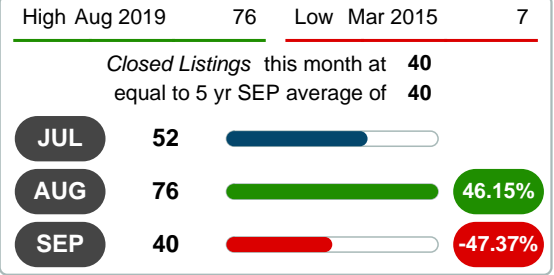 High Aug 2019 76 Low Mar 2015 7
Closed Listings this month at 40
equal to 5 yr SEP average of 40
JUL 52
AUG 76 46.15%
SEP 40 -47.37%